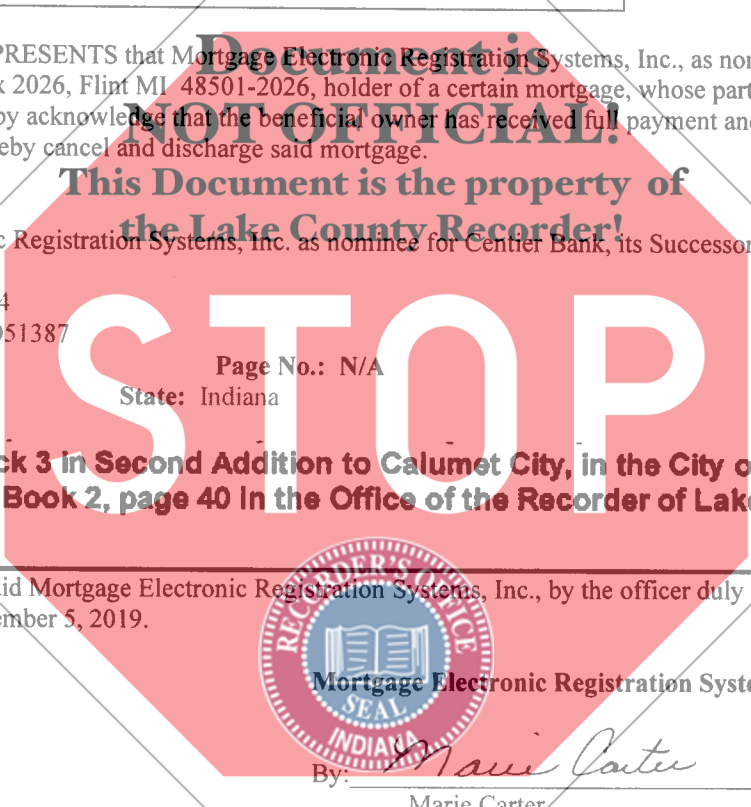 PRESENTS that Mortgage Electronic Registration Systems, Inc., as nom
x 2026, Flint MI 48501-2026, holder of a certain mortgage, whose part
by acknowledge that the beneficial owner has received full payment and
eby cancel and discharge said mortgage.
Document is
NOT OFFICIAL!
This Document is the property of
the Lake County Recorder!
c Registration Systems, Inc. as nominee for Centier Bank, its Successor
4
051387
Page No.: N/A
State: Indiana
STOP
ck 3 in Second Addition to Calumet City, in the City o
Book 2, page 40 in the Office of the Recorder of Lake
id Mortgage Electronic Registration Systems, Inc., by the officer duly
ember 5, 2019.
RECORDER'S OFFICE
SEAL
INDIANA
Mortgage Electronic Registration Syste
By: Marie Carter
Marie Carter